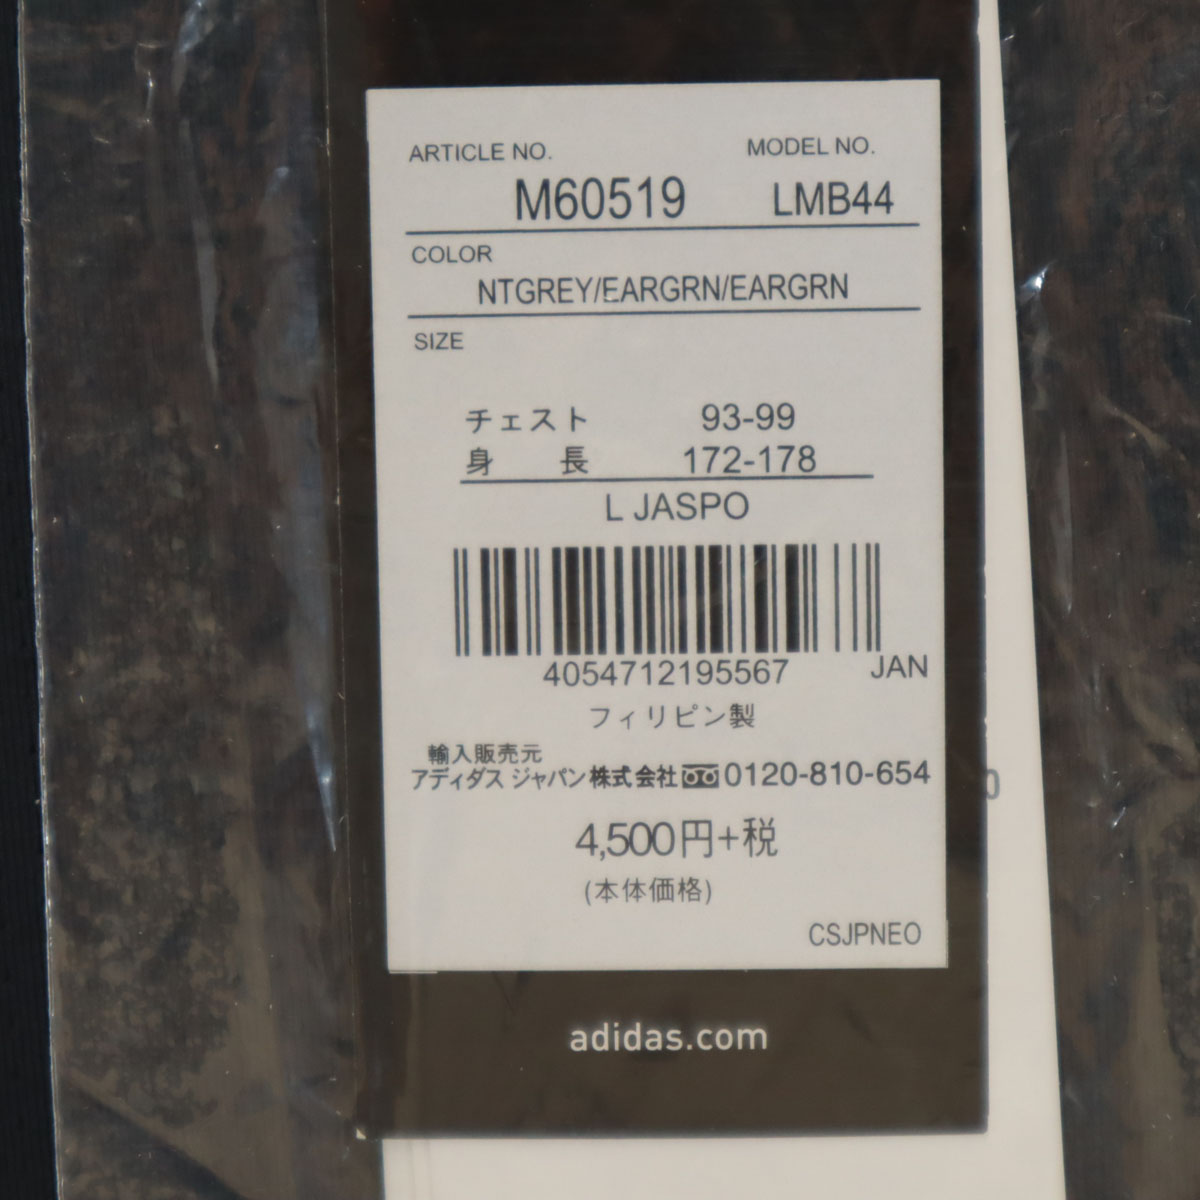 ARTICLE NO. MODEL NO.
M60519 LMB44
COLOR
NTGREY/EARGRN/EARGRN
SIZE
チェスト 93-99
身 長 172-178
L JASPO
4054712195567 JAN
フィリピン製
輸入販売元
アディダス ジャパン株式会社 0120-810-654
4,500円+税
(本体価格)
CSJPNEO
adidas.com